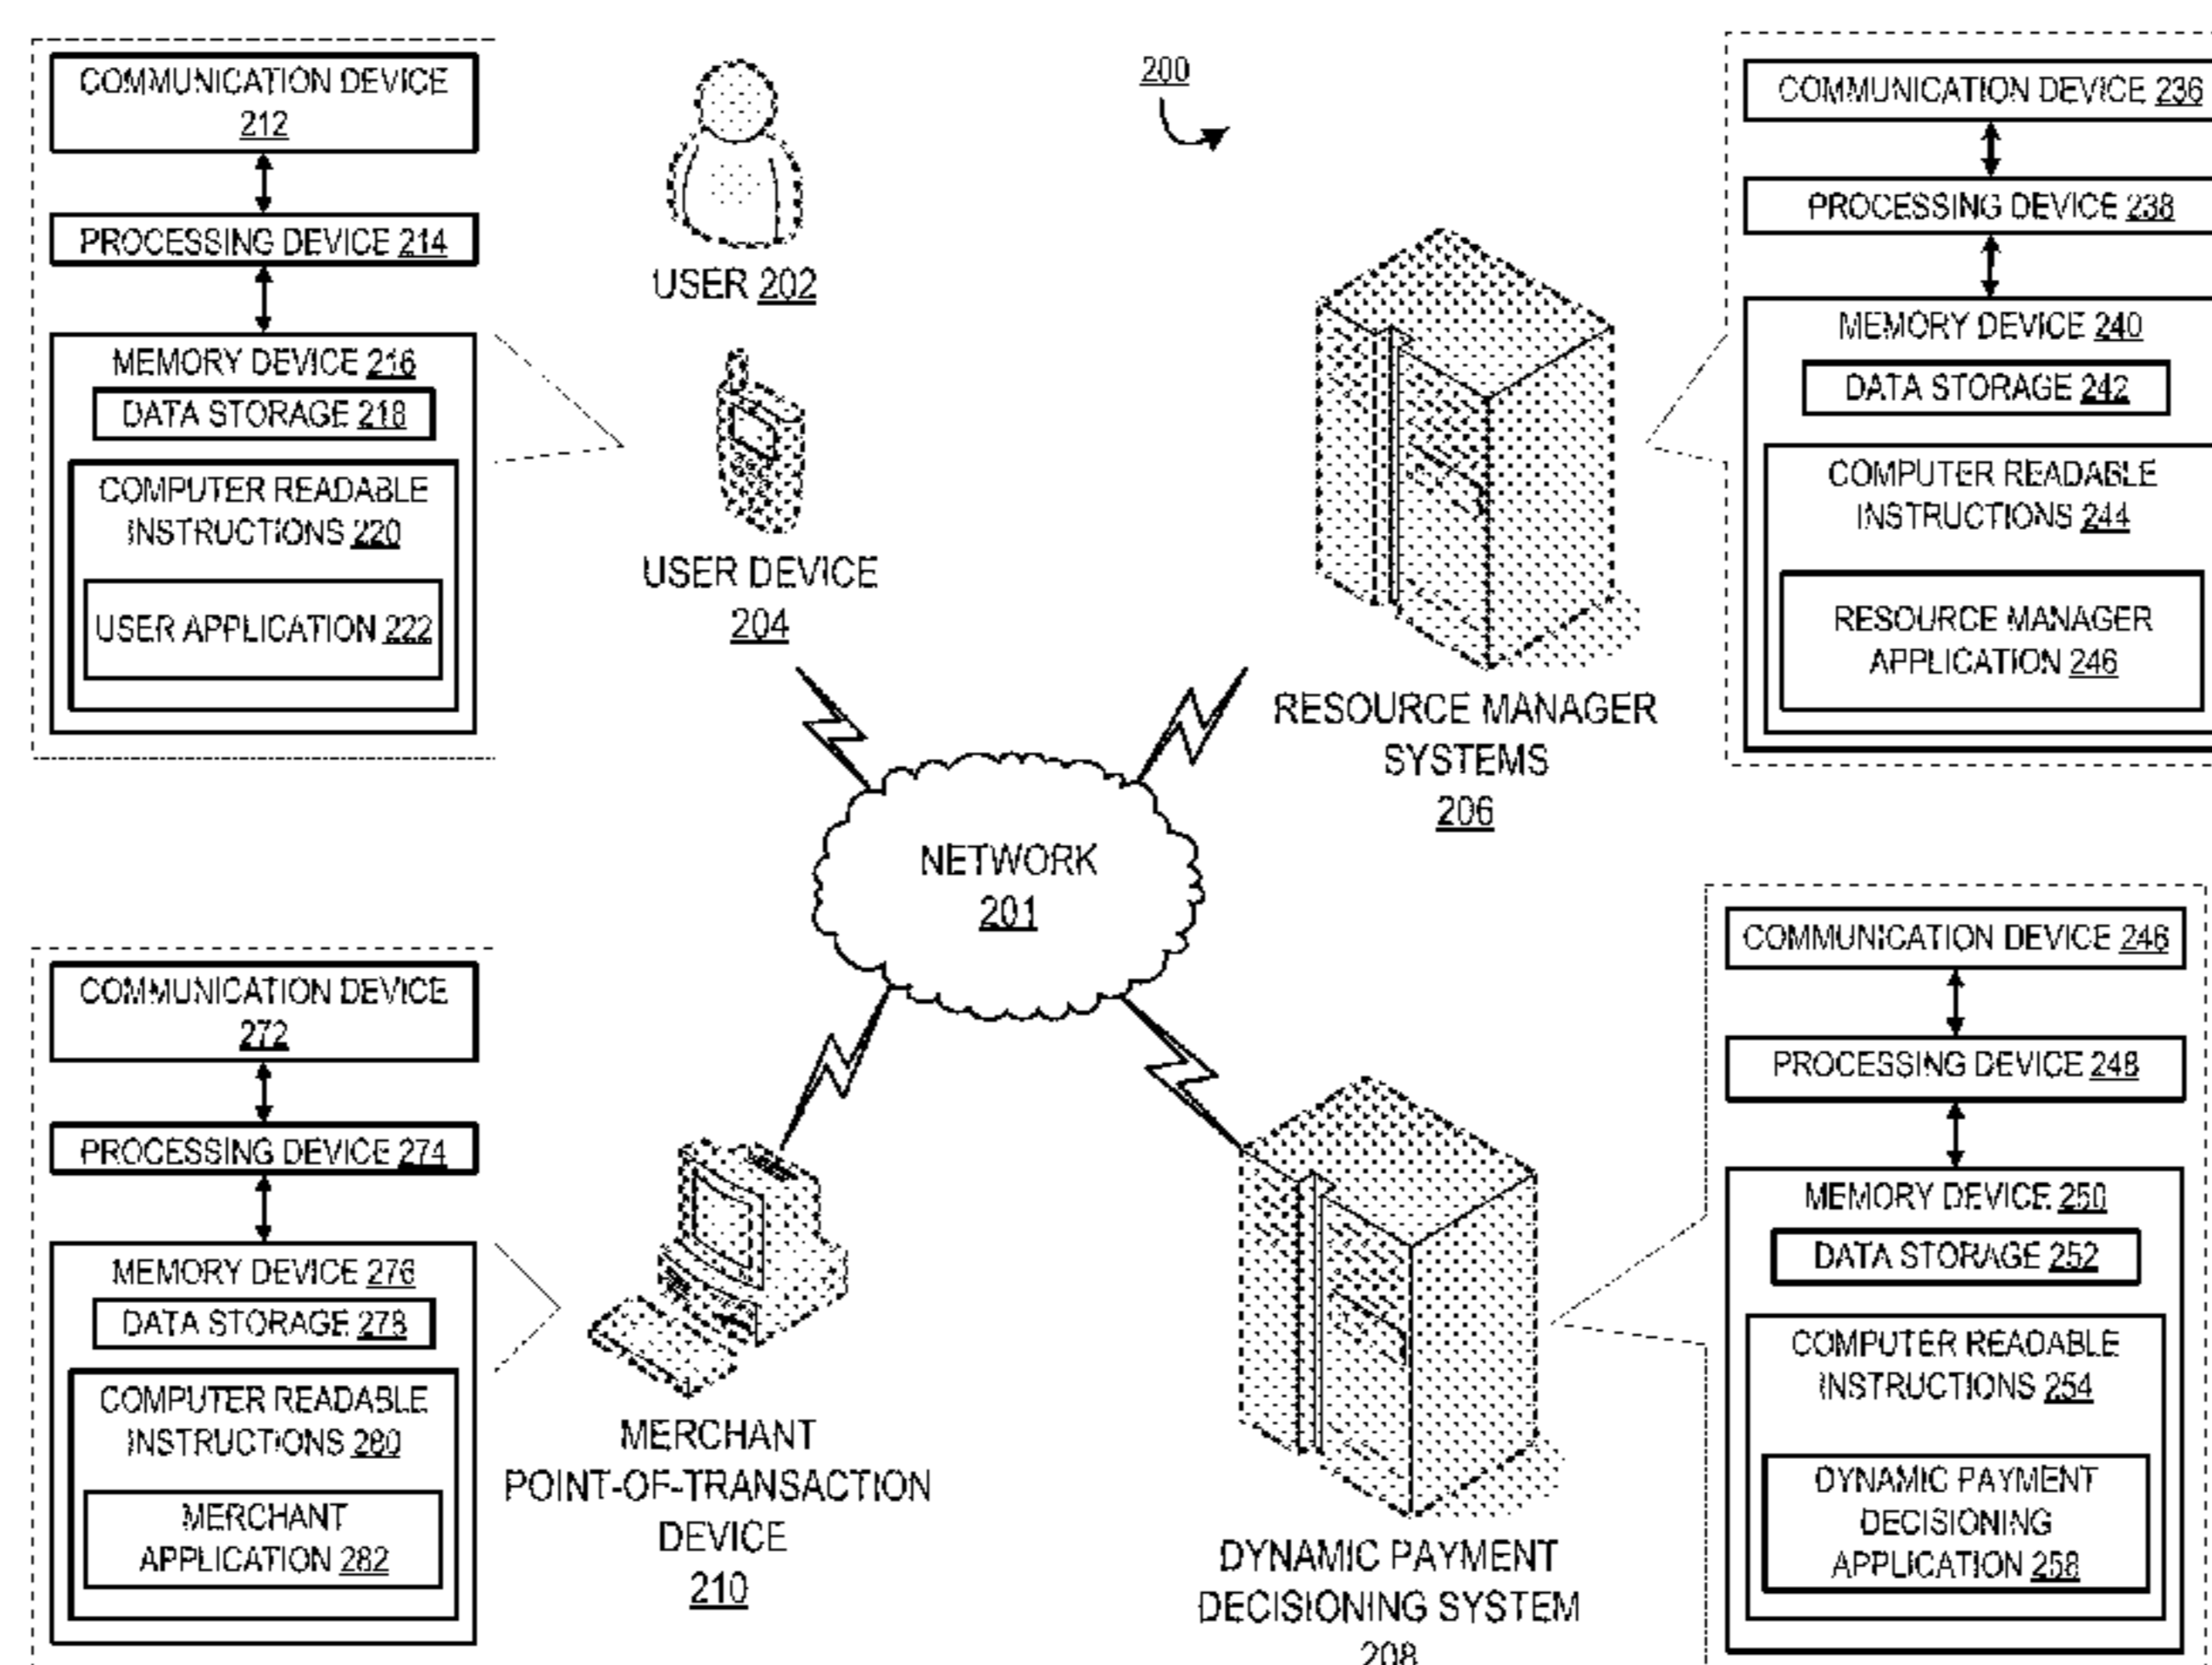 COMMUNICATION DEVICE
212
PROCESSING DEVICE 214
MEMORY DEVICE 216
DATA STORAGE 218
COMPUTER READABLE
INSTRUCTIONS 220
USER APPLICATION 222
USER 202
USER DEVICE
204
200
RESOURCE MANAGER
SYSTEMS
206
COMMUNICATION DEVICE 236
PROCESSING DEVICE 238
MEMORY DEVICE 240
DATA STORAGE 242
COMPUTER READABLE
INSTRUCTIONS 244
RESOURCE MANAGER
APPLICATION 246
NETWORK
201
COMMUNICATION DEVICE
272
PROCESSING DEVICE 274
MEMORY DEVICE 276
DATA STORAGE 278
COMPUTER READABLE
INSTRUCTIONS 280
MERCHANT
APPLICATION 282
MERCHANT
POINT-OF-TRANSACTION
DEVICE
210
DYNAMIC PAYMENT
DECISIONING SYSTEM
208
COMMUNICATION DEVICE 246
PROCESSING DEVICE 248
MEMORY DEVICE 250
DATA STORAGE 252
COMPUTER READABLE
INSTRUCTIONS 254
DYNAMIC PAYMENT
DECISIONING
APPLICATION 258